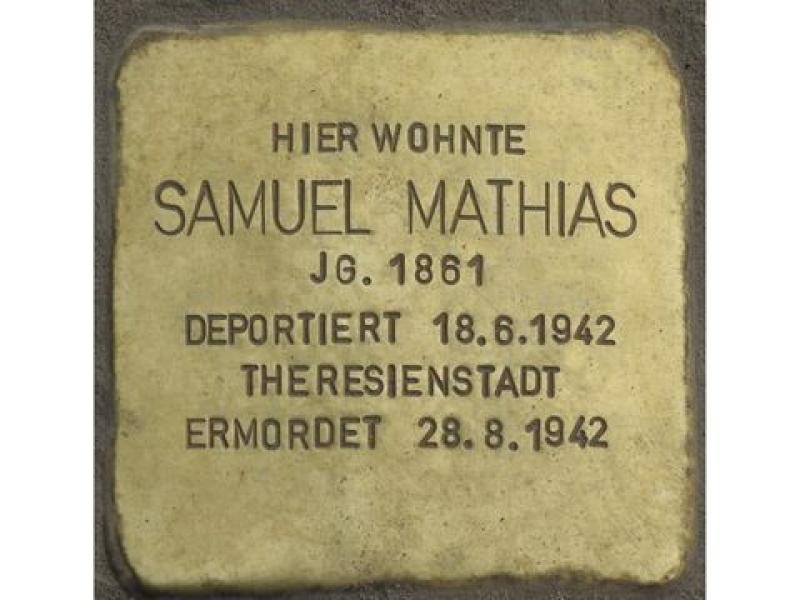 HIER WOHNTE
SAMUEL MATHIAS
JG. 1861
DEPORTIERT 18.6.1942
THERESIENSTADT
ERMORDET 28.8.1942